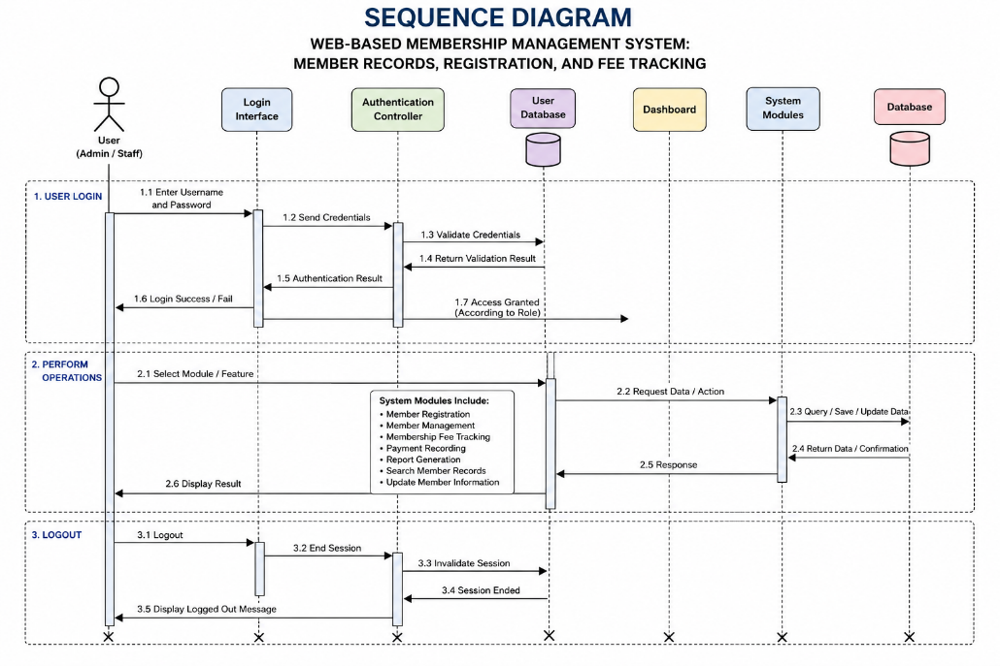 SEQUENCE DIAGRAM
WEB-BASED MEMBERSHIP MANAGEMENT SYSTEM:
MEMBER RECORDS, REGISTRATION, AND FEE TRACKING
User
(Admin / Staff)
Login
Interface
Authentication
Controller
User
Database
Dashboard
System
Modules
Database
1. USER LOGIN
1.1 Enter Username
and Password
1.2 Send Credentials
1.3 Validate Credentials
1.4 Return Validation Result
1.5 Authentication Result
1.6 Login Success / Fail
1.7 Access Granted
(According to Role)
2. PERFORM
OPERATIONS
2.1 Select Module / Feature
2.2 Request Data / Action
2.3 Query / Save / Update Data
2.4 Return Data / Confirmation
2.5 Response
2.6 Display Result
System Modules Include:
• Member Registration
• Member Management
• Membership Fee Tracking
• Payment Recording
• Report Generation
• Search Member Records
• Update Member Information
3. LOGOUT
3.1 Logout
3.2 End Session
3.3 Invalidate Session
3.4 Session Ended
3.5 Display Logged Out Message